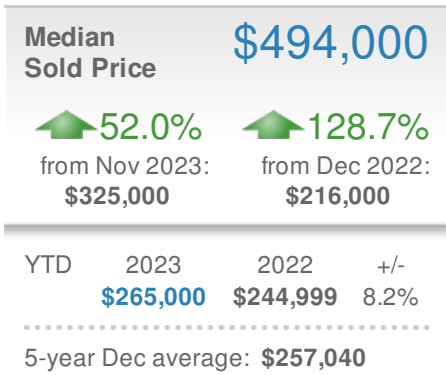 Median
Sold Price
$494,000
52.0%
from Nov 2023:
$325,000
128.7%
from Dec 2022:
$216,000
YTD 2023 2022 +/-
$265,000 $244,999 8.2%
5-year Dec average: $257,040